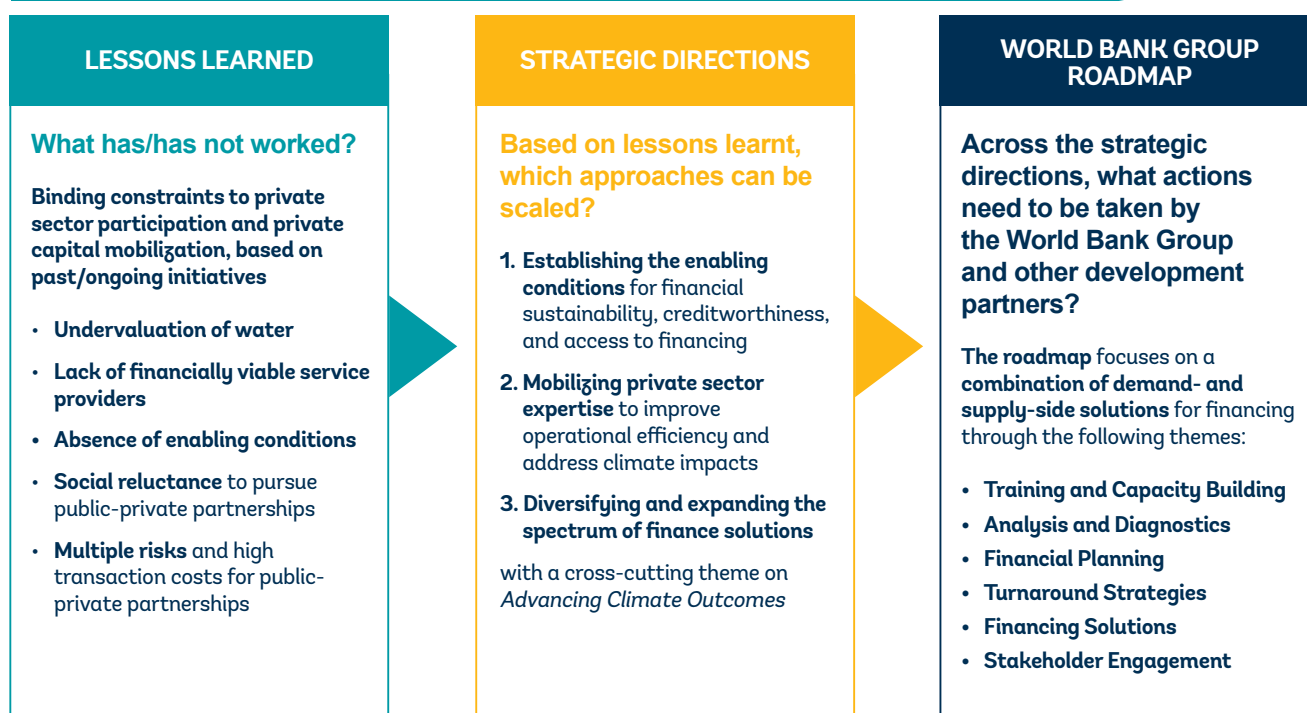 LESSONS LEARNED
What has/has not worked?
Binding constraints to private
sector participation and private
capital mobilization, based on
past/ongoing initiatives
• Undervaluation of water
• Lack of financially viable service
providers
• Absence of enabling conditions
• Social reluctance to pursue
public-private partnerships
• Multiple risks and high
transaction costs for public-
private partnerships
STRATEGIC DIRECTIONS
Based on lessons learnt,
which approaches can be
scaled?
1. Establishing the enabling
conditions for financial
sustainability, creditworthiness,
and access to financing
2. Mobilizing private sector
expertise to improve
operational efficiency and
address climate impacts
3. Diversifying and expanding the
spectrum of finance solutions
with a cross-cutting theme on
Advancing Climate Outcomes
WORLD BANK GROUP
ROADMAP
Across the strategic
directions, what actions
need to be taken by
the World Bank Group
and other development
partners?
The roadmap focuses on a
combination of demand- and
supply-side solutions for financing
through the following themes:
• Training and Capacity Building
• Analysis and Diagnostics
• Financial Planning
• Turnaround Strategies
• Financing Solutions
• Stakeholder Engagement